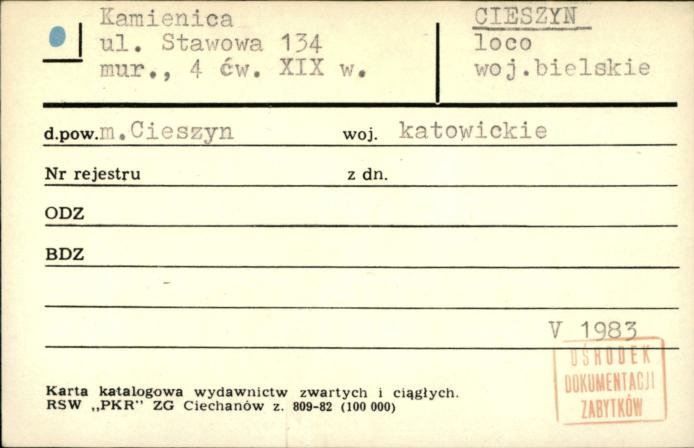 Kamienica
ul. Stawowa 134
mur., 4 ćw. XIX w.
CIESZYN
loco
woj.bielskie
d.pow.m.Cieszyn woj. katowickie
Nr rejestru z dn.
ODZ
BDZ
V 1983
OŚRODEK
DOKUMENTACJI
ZABYTKÓW
Karta katalogowa wydawnictw zwartych i ciągłych.
RSW „PKR” ZG Ciechanów z. 809-82 (100 000)